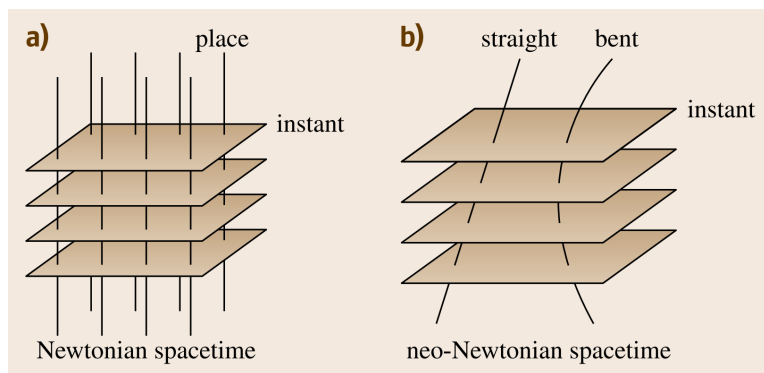 a)
place
instant
Newtonian spacetime
b)
straight bent
instant
neo-Newtonian spacetime